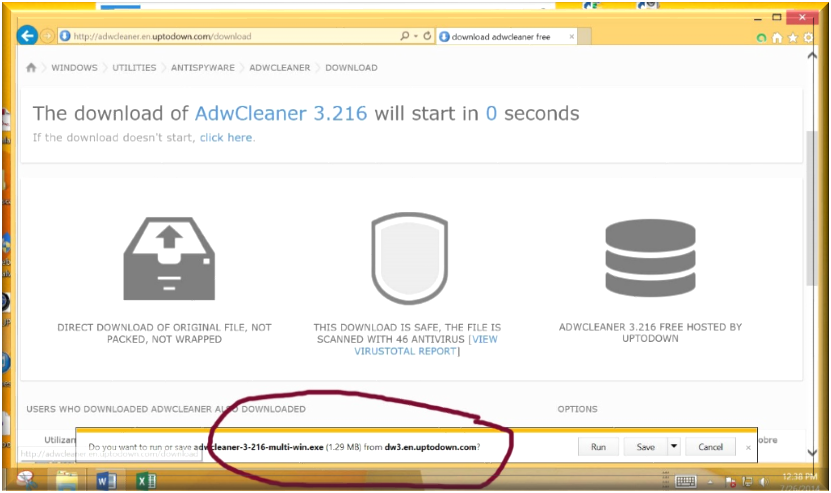 http://adwcleaner.en.uptodown.com/download
download adwcleaner free
WINDOWS UTILITIES ANTISPYWARE ADWCLEANER DOWNLOAD
The download of AdwCleaner 3.216 will start in 0 seconds
If the download doesn't start, click here.
DIRECT DOWNLOAD OF ORIGINAL FILE, NOT
PACKED, NOT WRAPPED
THIS DOWNLOAD IS SAFE, THE FILE IS
SCANNED WITH 46 ANTIVIRUS [VIEW
VIRUSTOTAL REPORT]
ADWCLEANER 3.216 FREE HOSTED BY
UPTODOWN
USERS WHO DOWNLOADED ADWCLEANER ALSO DOWNLOADED
OPTIONS
Do you want to run or save adwcleaner-3-216-multi-win.exe (1.29 MB) from dw3.en.uptodown.com?
Run
Save
Cancel
12:38 PM